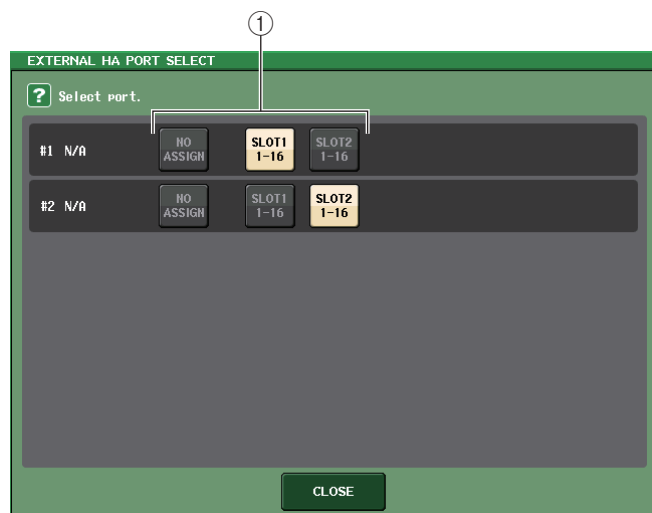 ①
EXTERNAL HA PORT SELECT
? Select port.
#1 N/A NO ASSIGN SLOT1 1-16 SLOT2 1-16
#2 N/A NO ASSIGN SLOT1 1-16 SLOT2 1-16
CLOSE